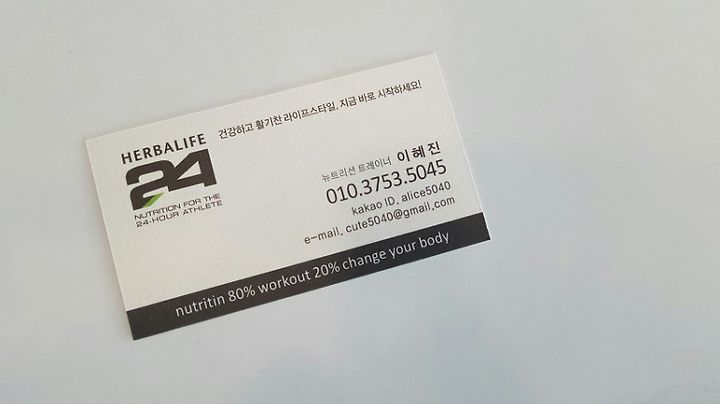 건강하고 활기찬 라이프스타일, 지금 바로 시작하세요!
HERBALIFE
24
NUTRITION FOR THE
24-HOUR ATHLETE
뉴트리션 트레이너 이혜진
010.3753.5045
kakao ID. alice5040
e-mail. cute5040@gmail.com
nutritin 80% workout 20% change your body